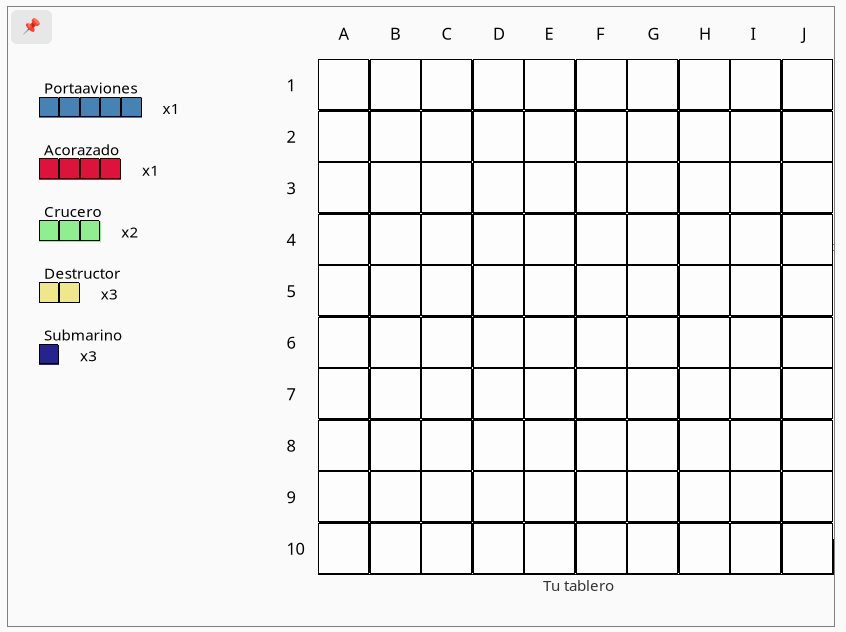 A B C D E F G H I J
Portaaviones
x1
Acorazado
x1
Crucero
x2
Destructor
x3
Submarino
x3
1
2
3
4
5
6
7
8
9
10
Tu tablero